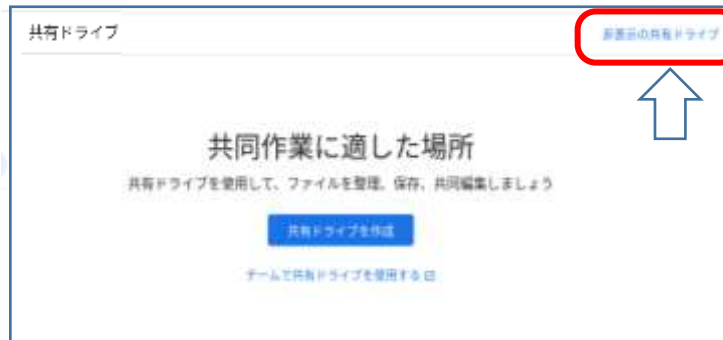 共有ドライブ
非表示の共有ドライブ
共同作業に適した場所
共有ドライブを使用して、ファイルを整理、保存、共同編集しましょう
共有ドライブを作成
チームで共有ドライブを使用する